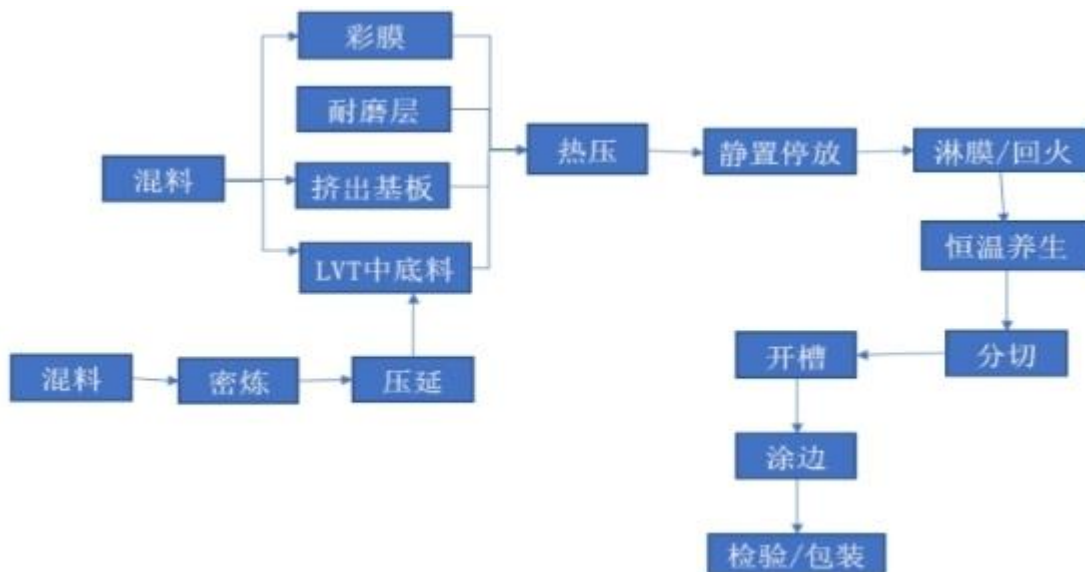 彩膜
耐磨层
混料
挤出基板
LVT中底料
热压
静置停放
淋膜/回火
恒温养生
混料
密炼
压延
开槽
分切
涂边
检验/包装